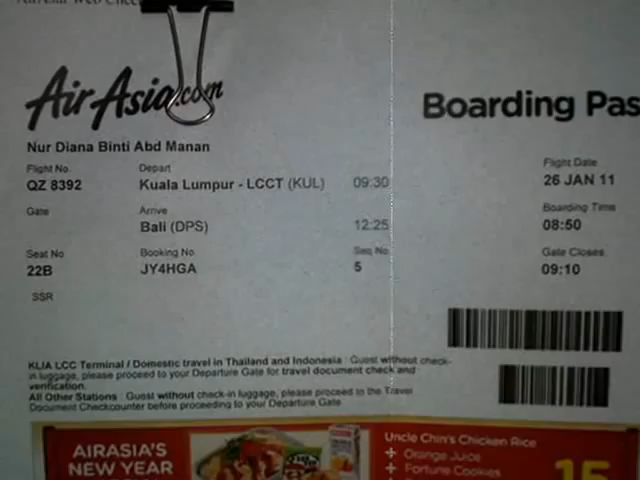 AirAsia.com
Boarding Pas
Nur Diana Binti Abd Manan
Flight No. Depart Flight Date
QZ 8392 Kuala Lumpur - LCCT (KUL) 09:30 26 JAN 11
Gate Arrive Boarding Time
Bali (DPS) 12:25 08:50
Seat No Booking No Seq No Gate Closes
22B JY4HGA 5 09:10
SSR
KLIA LCC Terminal / Domestic travel in Thailand and Indonesia : Guest without check-
in luggage, please proceed to your Departure Gate for travel document check and
verification.
All Other Stations : Guest without check-in luggage, please proceed to the Travel
Document Checkcounter before proceeding to your Departure Gate
AIRASIA'S
NEW YEAR
Uncle Chin's Chicken Rice
+ Orange Juice
+ Fortune Cookies
15